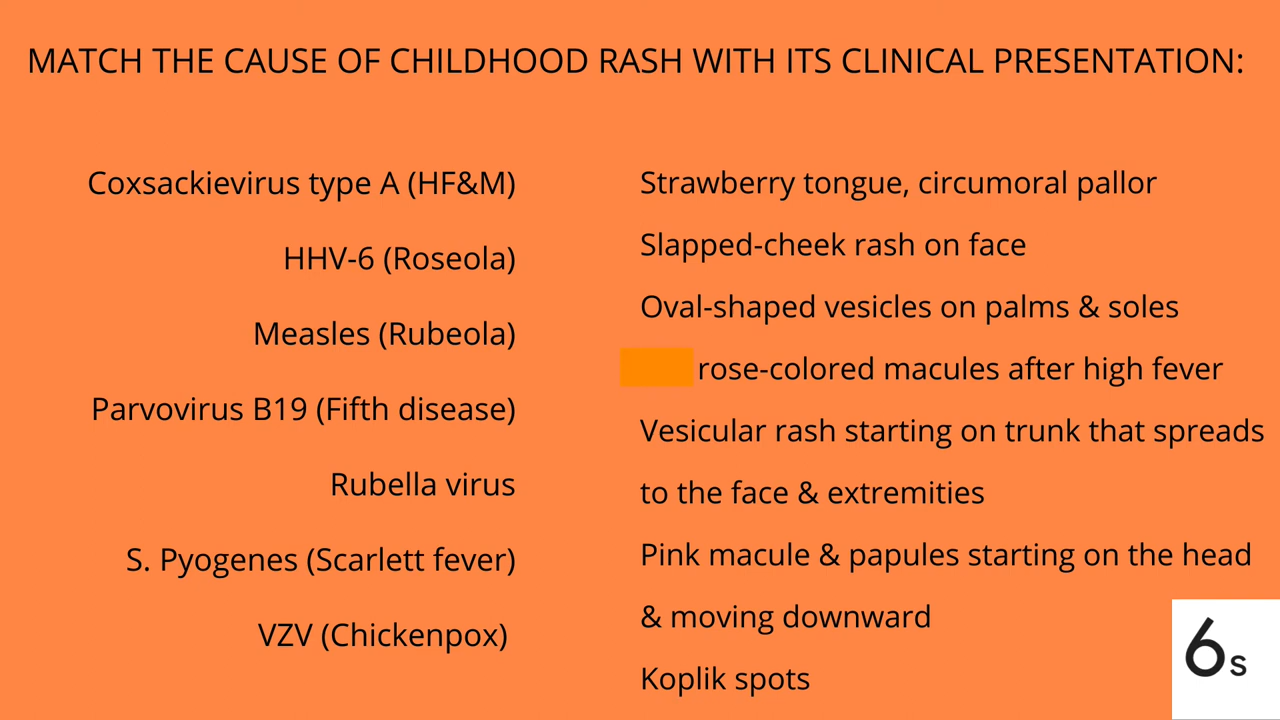 MATCH THE CAUSE OF CHILDHOOD RASH WITH ITS CLINICAL PRESENTATION:
Coxsackievirus type A (HF&M)
HHV-6 (Roseola)
Measles (Rubeola)
Parvovirus B19 (Fifth disease)
Rubella virus
S. Pyogenes (Scarlett fever)
VZV (Chickenpox)
Strawberry tongue, circumoral pallor
Slapped-cheek rash on face
Oval-shaped vesicles on palms & soles
rose-colored macules after high fever
Vesicular rash starting on trunk that spreads
to the face & extremities
Pink macule & papules starting on the head
& moving downward
Koplik spots
6s